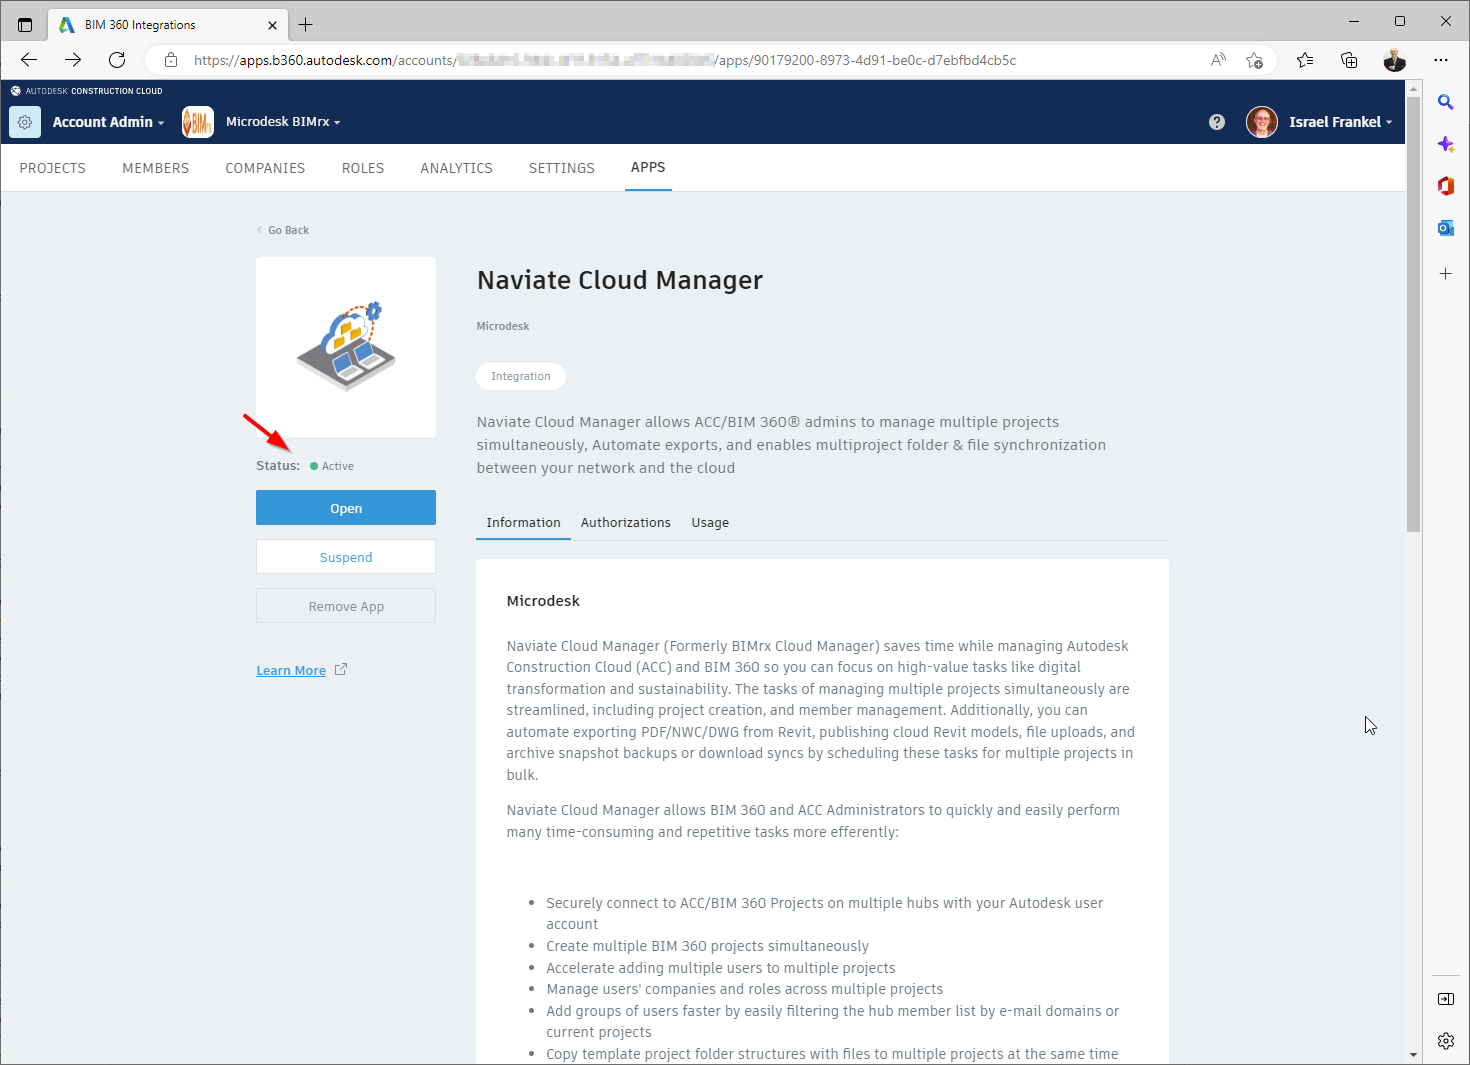 BIM 360 Integrations
https://apps.b360.autodesk.com/accounts/ /apps/90179200-8973-4d91-be0c-d7ebfbd4cb5c
AUTODESK CONSTRUCTION CLOUD
Account Admin
BIMrx
Microdesk BIMrx
Israel Frankel
PROJECTS MEMBERS COMPANIES ROLES ANALYTICS SETTINGS APPS
Go Back
Naviate Cloud Manager
Microdesk
Integration
Naviate Cloud Manager allows ACC/BIM 360® admins to manage multiple projects
simultaneously, Automate exports, and enables multiproject folder & file synchronization
between your network and the cloud
Status: Active
Open
Suspend
Remove App
Learn More
Information Authorizations Usage
Microdesk
Naviate Cloud Manager (Formerly BIMrx Cloud Manager) saves time while managing Autodesk
Construction Cloud (ACC) and BIM 360 so you can focus on high-value tasks like digital
transformation and sustainability. The tasks of managing multiple projects simultaneously are
streamlined, including project creation, and member management. Additionally, you can
automate exporting PDF/NWC/DWG from Revit, publishing cloud Revit models, file uploads, and
archive snapshot backups or download syncs by scheduling these tasks for multiple projects in
bulk.
Naviate Cloud Manager allows BIM 360 and ACC Administrators to quickly and easily perform
many time-consuming and repetitive tasks more efferently:
• Securely connect to ACC/BIM 360 Projects on multiple hubs with your Autodesk user
account
• Create multiple BIM 360 projects simultaneously
• Accelerate adding multiple users to multiple projects
• Manage users' companies and roles across multiple projects
• Add groups of users faster by easily filtering the hub member list by e-mail domains or
current projects
• Copy template project folder structures with files to multiple projects at the same time